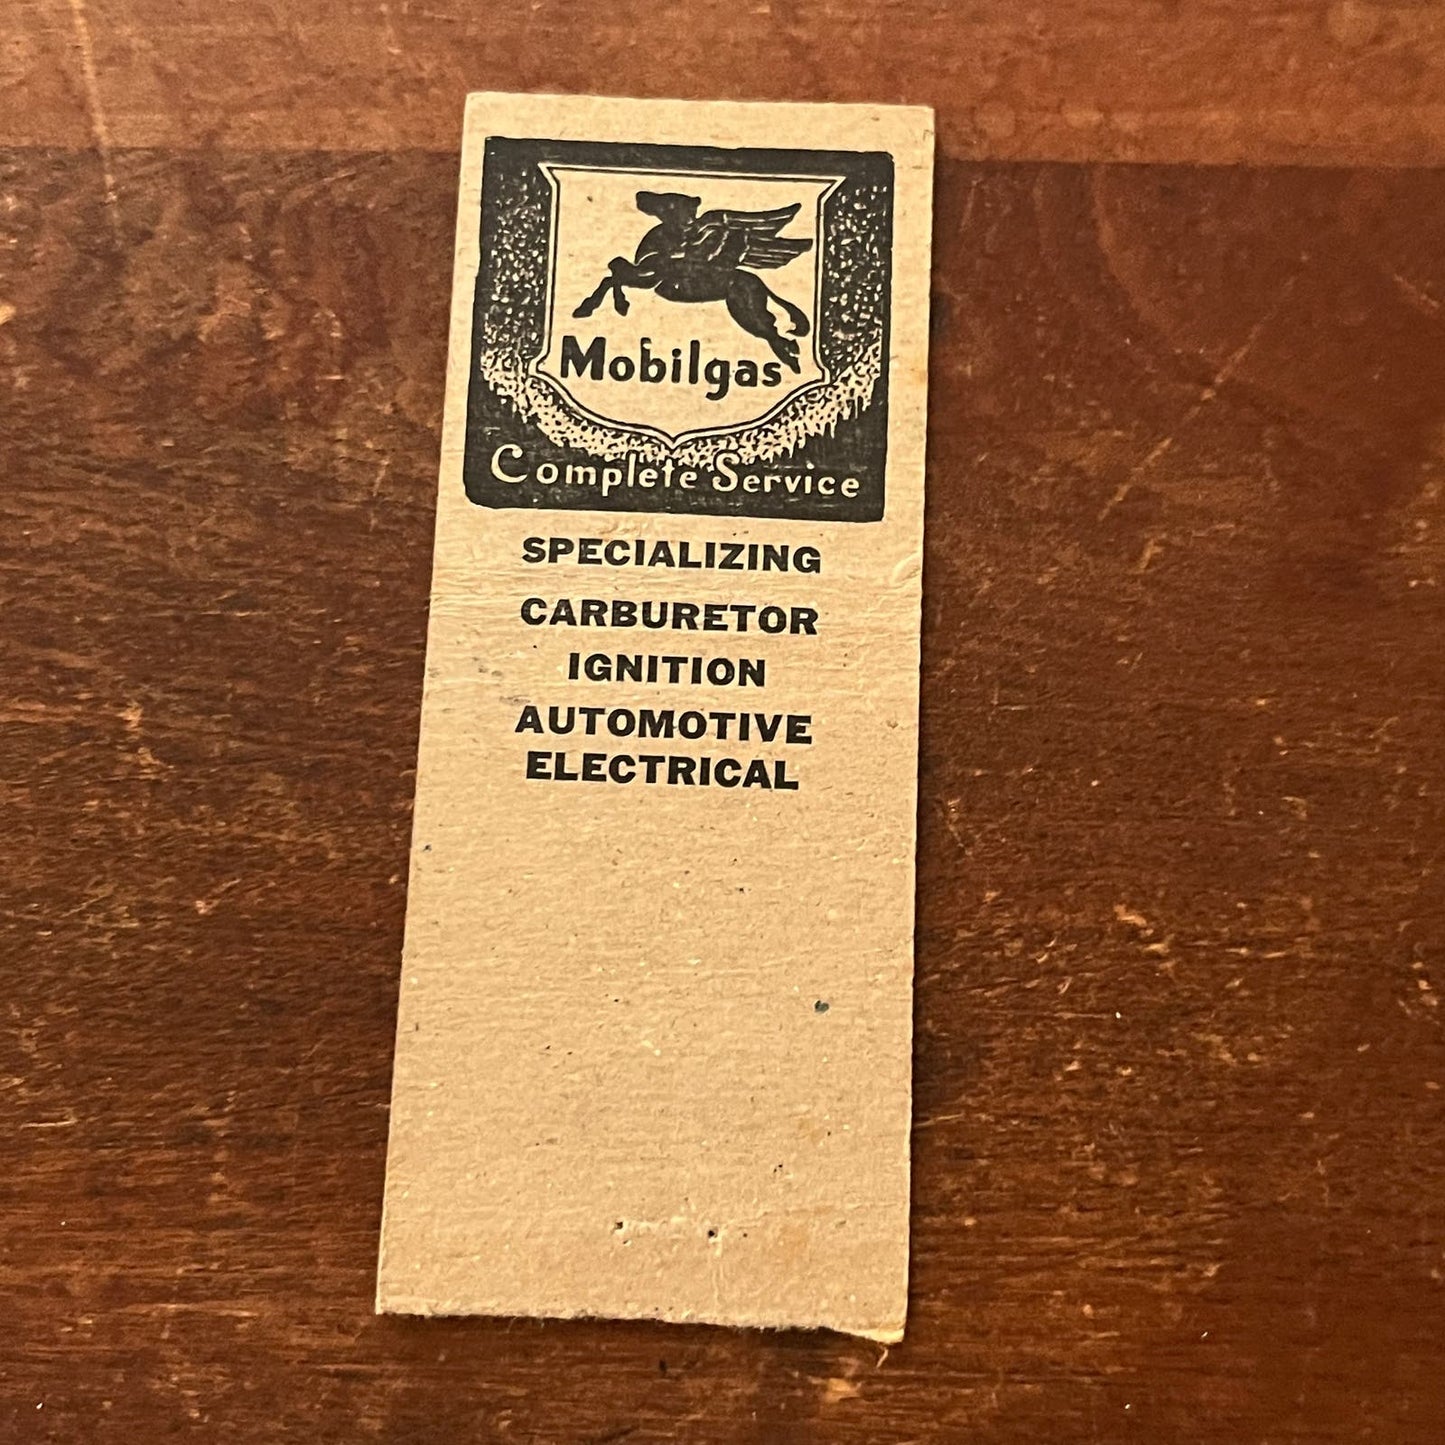 Mobilgas
Complete Service
SPECIALIZING
CARBURETOR
IGNITION
AUTOMOTIVE
ELECTRICAL